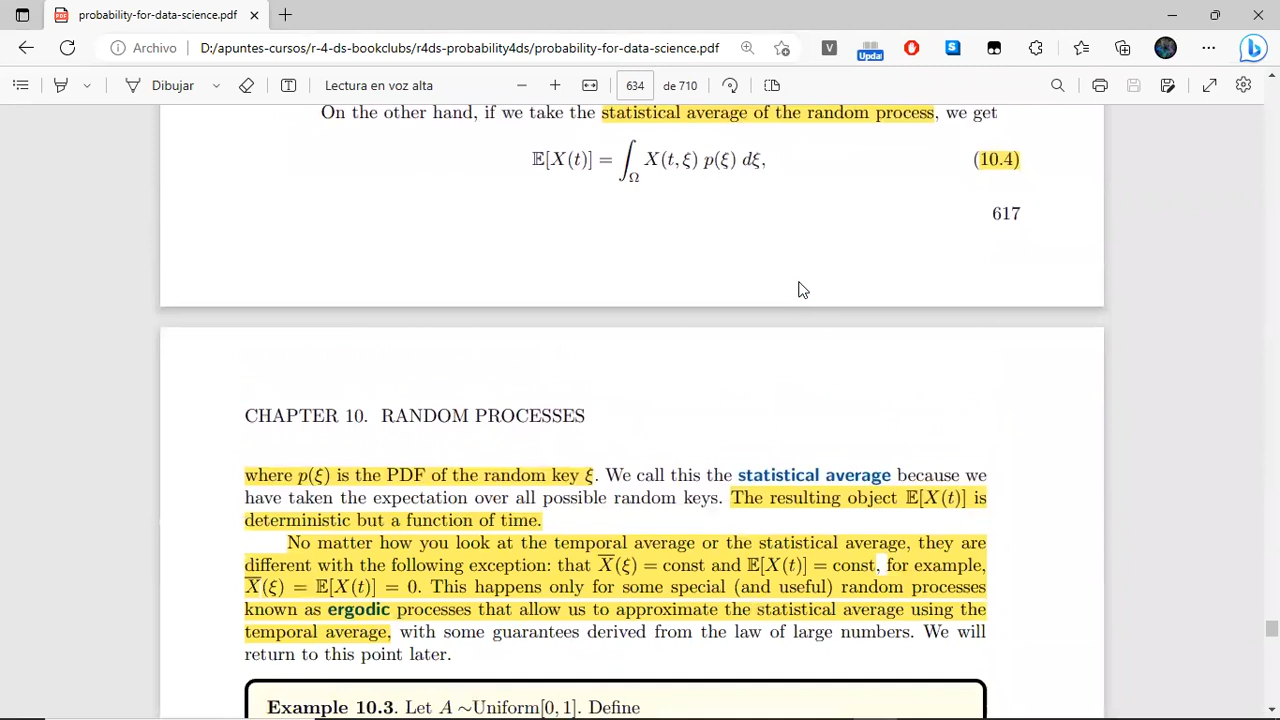 probability-for-data-science.pdf
Archivo D:/apuntes-cursos/r-4-ds-bookclubs/r4ds-probability4ds/probability-for-data-science.pdf
Upda!
Dibujar Lectura en voz alta 634 de 710
On the other hand, if we take the statistical average of the random process, we get
𝔼[X(t)] = ∫_Ω X(t, ξ) p(ξ) dξ, (10.4)
617
CHAPTER 10. RANDOM PROCESSES
where p(ξ) is the PDF of the random key ξ. We call this the statistical average because we
have taken the expectation over all possible random keys. The resulting object 𝔼[X(t)] is
deterministic but a function of time.
No matter how you look at the temporal average or the statistical average, they are
different with the following exception: that X̅(ξ) = const and 𝔼[X(t)] = const, for example,
X̅(ξ) = 𝔼[X(t)] = 0. This happens only for some special (and useful) random processes
known as ergodic processes that allow us to approximate the statistical average using the
temporal average, with some guarantees derived from the law of large numbers. We will
return to this point later.
Example 10.3. Let A ∼Uniform[0, 1]. Define